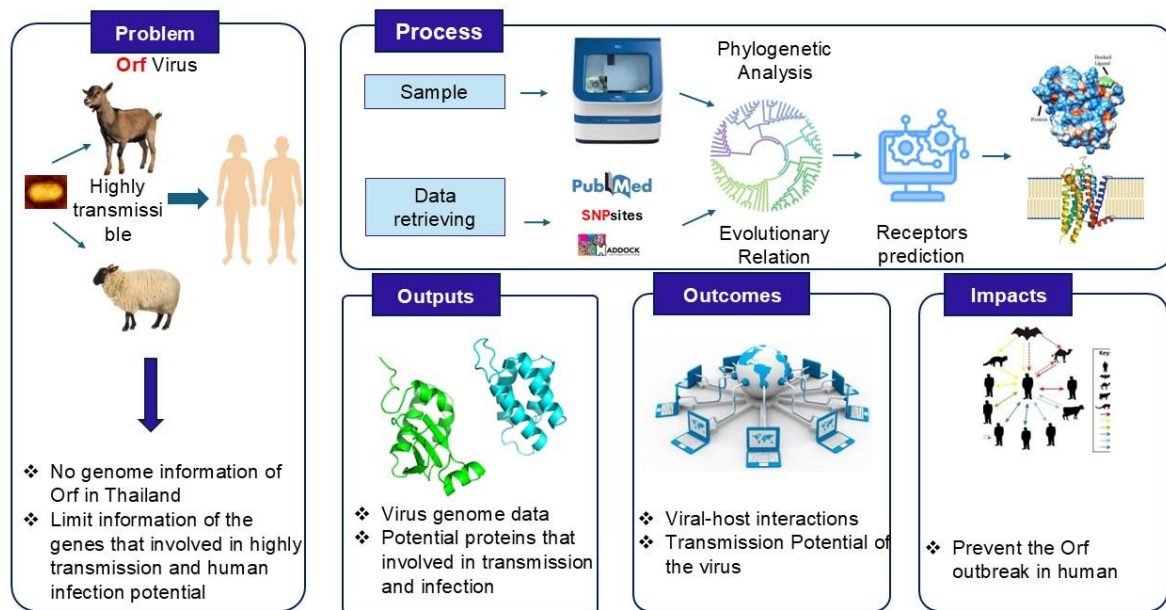 Problem
Orf Virus
Highly
transmissi
ble
❖ No genome information of
Orf in Thailand
❖ Limit information of the
genes that involved in highly
transmission and human
infection potential
Process
Sample
Data
retrieving
PubMed
SNPsites
HADDOCK
Phylogenetic
Analysis
Evolutionary
Relation
Receptors
prediction
Docked
Ligand
Protein
Outputs
❖ Virus genome data
❖ Potential proteins that
involved in transmission
and infection
Outcomes
❖ Viral-host interactions
❖ Transmission Potential of
the virus
Impacts
Key:
❖ Prevent the Orf
outbreak in human